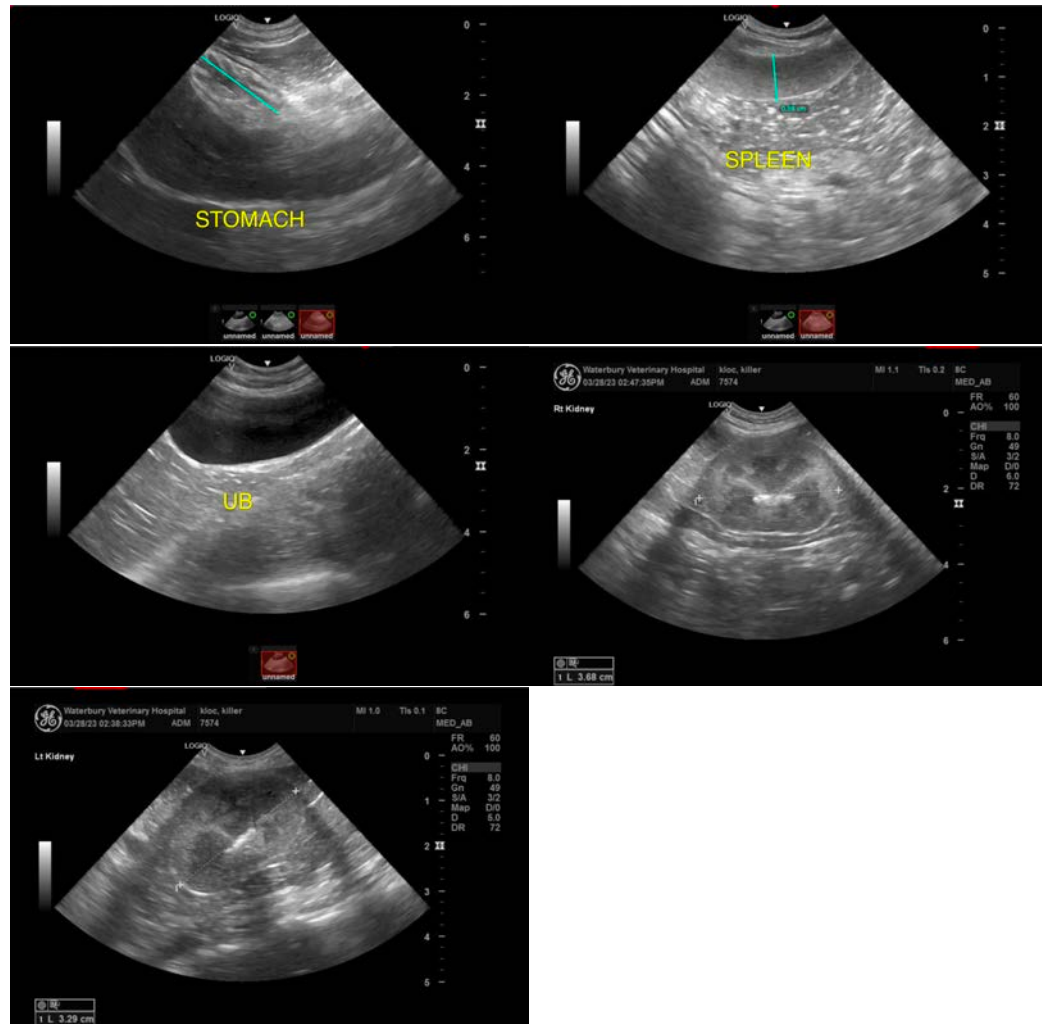 LOGIQ
0
2
4
6
STOMACH
unnamed unnamed unnamed
LOGIQ
0
1
2
3
4
5
SPLEEN
unnamed unnamed
LOGIQ
0
2
4
6
UB
unnamed
GE
Waterbury Veterinary Hospital kloc, killer MI 1.1 TIs 0.2 8C
03/28/23 02:47:35PM ADM 7574 MED_AB
Rt Kidney
LOGIQ
FR 60
AO% 100
CHI
Frq 8.0
Gn 49
S/A 3/2
Map D/0
D 6.0
DR 72
0
2
4
6
1 L 3.68 cm
GE
Waterbury Veterinary Hospital kloc, killer MI 1.0 TIs 0.1 8C
03/28/23 02:38:33PM ADM 7574 MED_AB
Lt Kidney
LOGIQ
FR 60
AO% 100
CHI
Frq 8.0
Gn 49
S/A 3/2
Map D/0
D 5.0
DR 72
0
1
2
3
4
5
1 L 3.29 cm